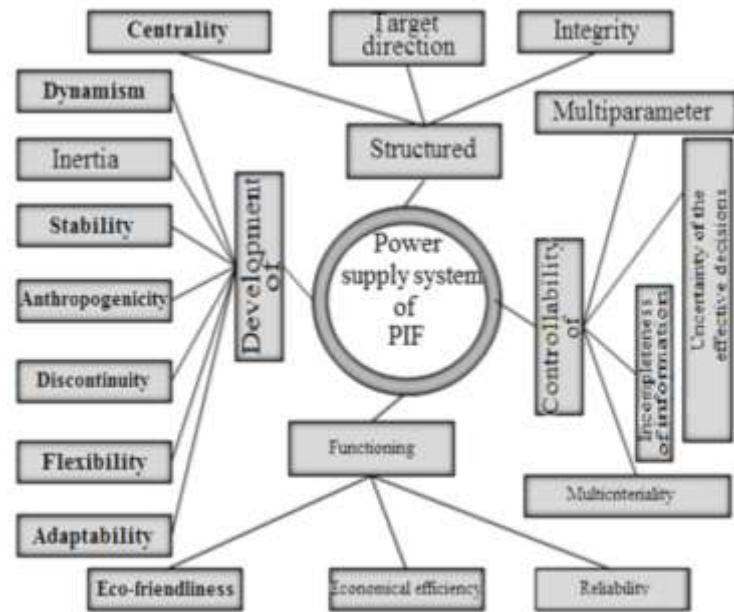 Centrality
Target
direction
Integrity
Dynamism
Inertia
Stability
Anthropogenicity
Discontinuity
Flexibility
Adaptability
Development
of
Structured
Power
supply system
of
PIF
Controllability
of
Multiparameter
Uncertainty of the
effective decisions
Incompleteness
of information
Multicriteriality
Functioning
Eco-friendliness
Economical efficiency
Reliability